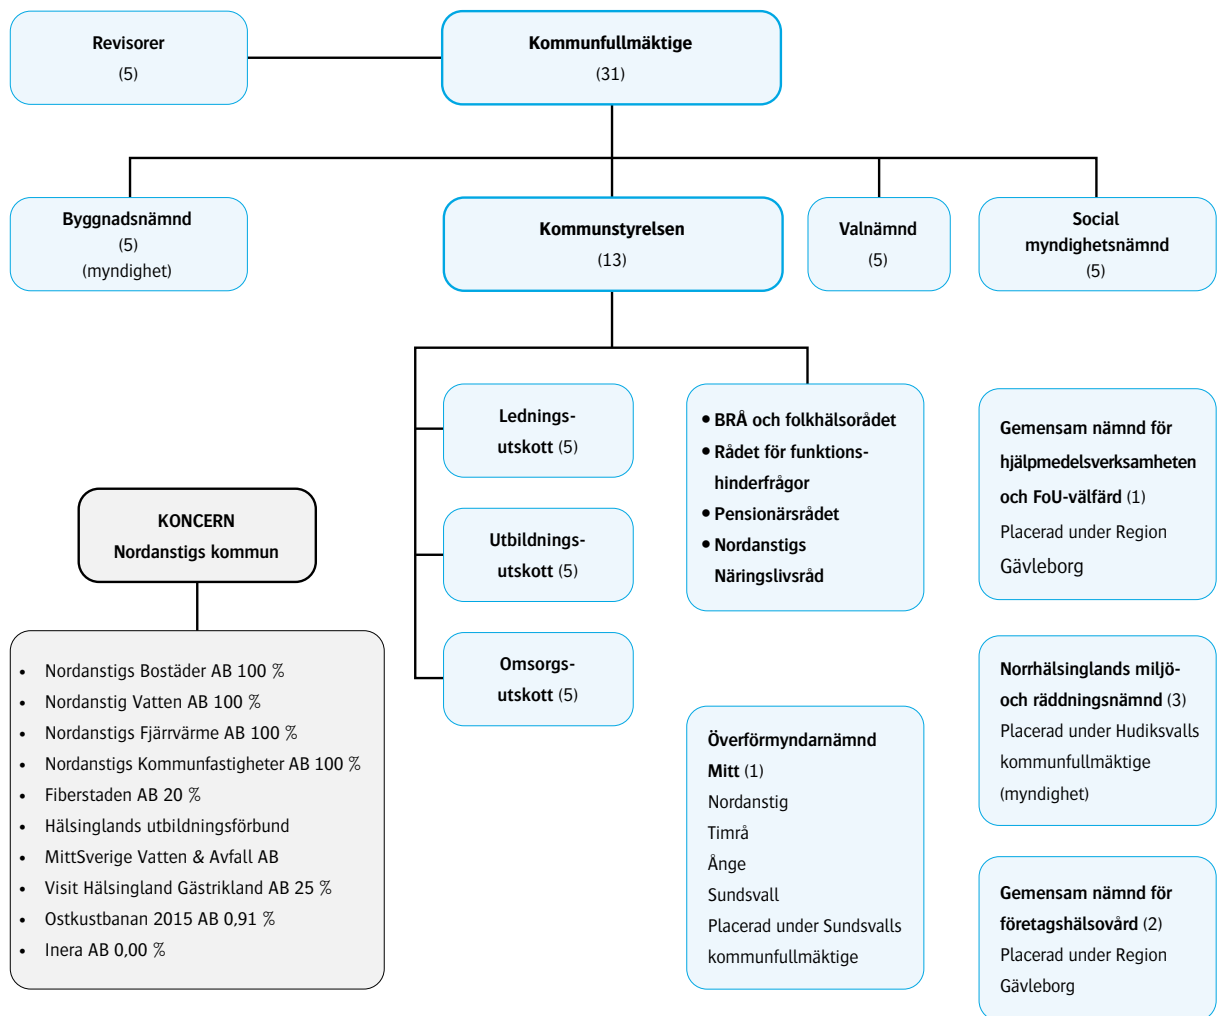 Revisorer
(5)
Kommunfullmäktige
(31)
Byggnadsnämnd
(5)
(myndighet)
Kommunstyrelsen
(13)
Valnämnd
(5)
Social
myndighetsnämnd
(5)
Lednings-
utskott (5)
Utbildnings-
utskott (5)
Omsorgs-
utskott (5)
• BRÅ och folkhälsorådet
• Rådet för funktions-
hinderfrågor
• Pensionärsrådet
• Nordanstigs
Näringslivsråd
Gemensam nämnd för
hjälpmedelsverksamheten
och FoU-välfärd (1)
Placerad under Region
Gävleborg
KONCERN
Nordanstigs kommun
• Nordanstigs Bostäder AB 100 %
• Nordanstig Vatten AB 100 %
• Nordanstigs Fjärrvärme AB 100 %
• Nordanstigs Kommunfastigheter AB 100 %
• Fiberstaden AB 20 %
• Hälsinglands utbildningsförbund
• MittSverige Vatten & Avfall AB
• Visit Hälsingland Gästrikland AB 25 %
• Ostkustbanan 2015 AB 0,91 %
• Inera AB 0,00 %
Överförmyndarnämnd
Mitt (1)
Nordanstig
Timrå
Ånge
Sundsvall
Placerad under Sundsvalls
kommunfullmäktige
Norrhälsinglands miljö-
och räddningsnämnd (3)
Placerad under Hudiksvalls
kommunfullmäktige
(myndighet)
Gemensam nämnd för
företagshälsovård (2)
Placerad under Region
Gävleborg